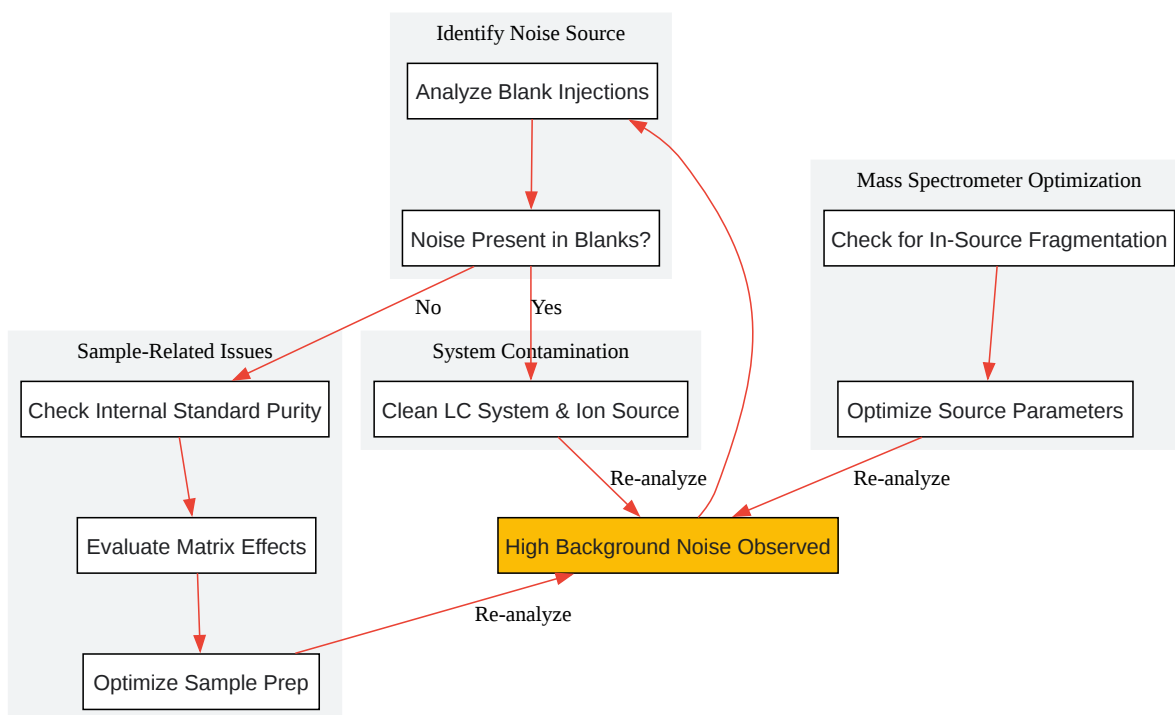 Identify Noise Source
Analyze Blank Injections
Noise Present in Blanks?
Mass Spectrometer Optimization
Check for In-Source Fragmentation
No
Yes
Sample-Related Issues
Check Internal Standard Purity
System Contamination
Clean LC System & Ion Source
Optimize Source Parameters
Re-analyze
Re-analyze
Evaluate Matrix Effects
High Background Noise Observed
Re-analyze
Optimize Sample Prep